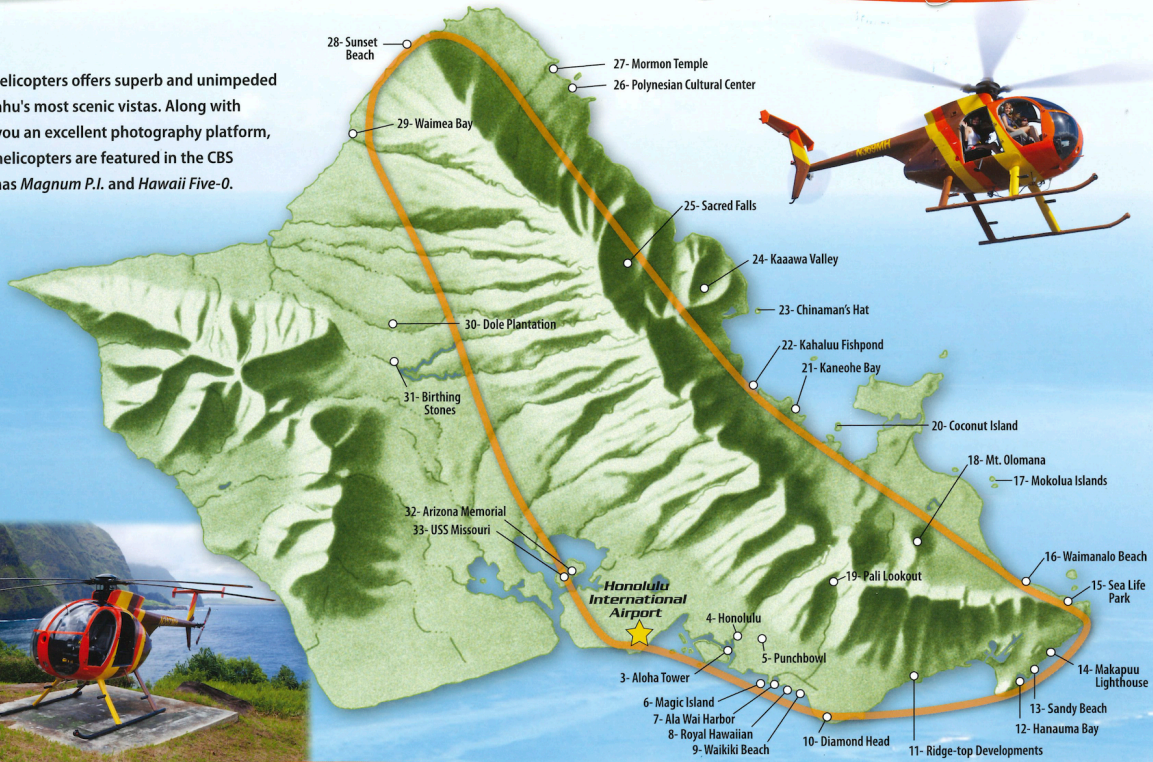 elicopters offers superb and unimpeded
ahu's most scenic vistas. Along with
you an excellent photography platform,
helicopters are featured in the CBS
as Magnum P.I. and Hawaii Five-0.
28- Sunset
Beach
27- Mormon Temple
26- Polynesian Cultural Center
29- Waimea Bay
N359MH
25- Sacred Falls
24- Kaaawa Valley
23- Chinaman's Hat
30- Dole Plantation
22- Kahaluu Fishpond
21- Kaneohe Bay
31- Birthing
Stones
20- Coconut Island
18- Mt. Olomana
17- Mokolua Islands
32- Arizona Memorial
33- USS Missouri
16- Waimanalo Beach
19- Pali Lookout
15- Sea Life
Park
Honolulu
International
Airport
4- Honolulu
5- Punchbowl
3- Aloha Tower
14- Makapuu
Lighthouse
6- Magic Island
13- Sandy Beach
7- Ala Wai Harbor
12- Hanauma Bay
8- Royal Hawaiian
9- Waikiki Beach
10- Diamond Head
11- Ridge-top Developments